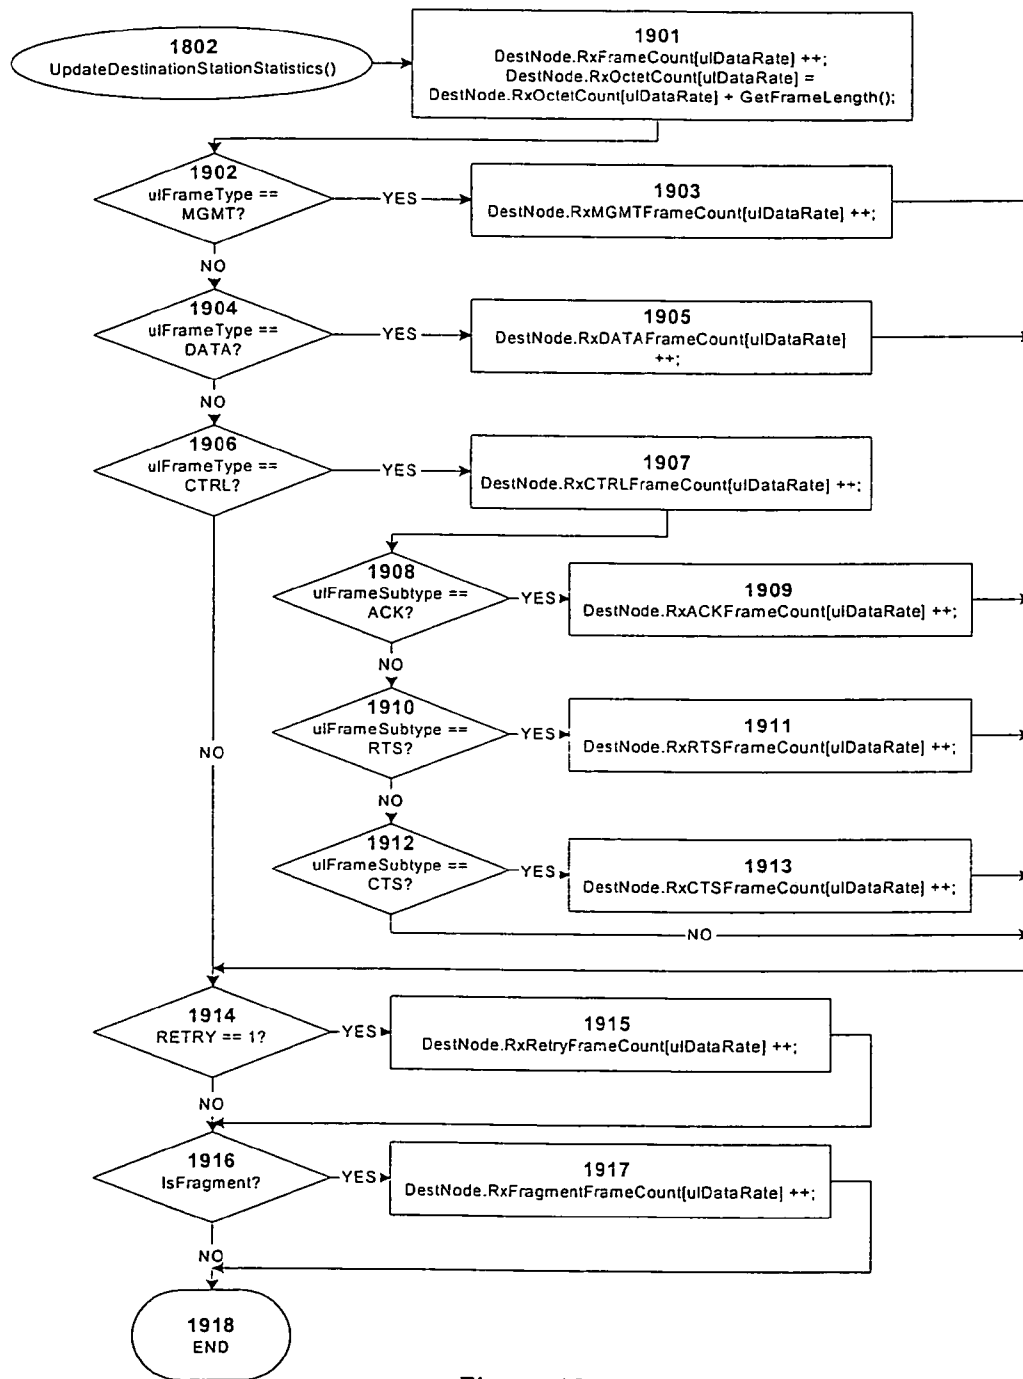 1802
UpdateDestinationStationStatistics()
1901
DestNode.RxFrameCount[ulDataRate] ++;
DestNode.RxOctetCount[ulDataRate] =
DestNode.RxOctetCount[ulDataRate] + GetFrameLength();
1902
ulFrameType ==
MGMT?
YES
1903
DestNode.RxMGMTFrameCount[ulDataRate] ++;
NO
1904
ulFrameType ==
DATA?
YES
1905
DestNode.RxDATAFrameCount[ulDataRate]
++;
NO
1906
ulFrameType ==
CTRL?
YES
1907
DestNode.RxCTRLFrameCount[ulDataRate] ++;
1908
ulFrameSubtype ==
ACK?
YES
1909
DestNode.RxACKFrameCount[ulDataRate] ++;
NO
1910
ulFrameSubtype ==
RTS?
YES
1911
DestNode.RxRTSFrameCount[ulDataRate] ++;
NO
NO
1912
ulFrameSubtype ==
CTS?
YES
1913
DestNode.RxCTSFrameCount[ulDataRate] ++;
NO
1914
RETRY == 1?
YES
1915
DestNode.RxRetryFrameCount[ulDataRate] ++;
NO
1916
IsFragment?
YES
1917
DestNode.RxFragmentFrameCount[ulDataRate] ++;
NO
1918
END